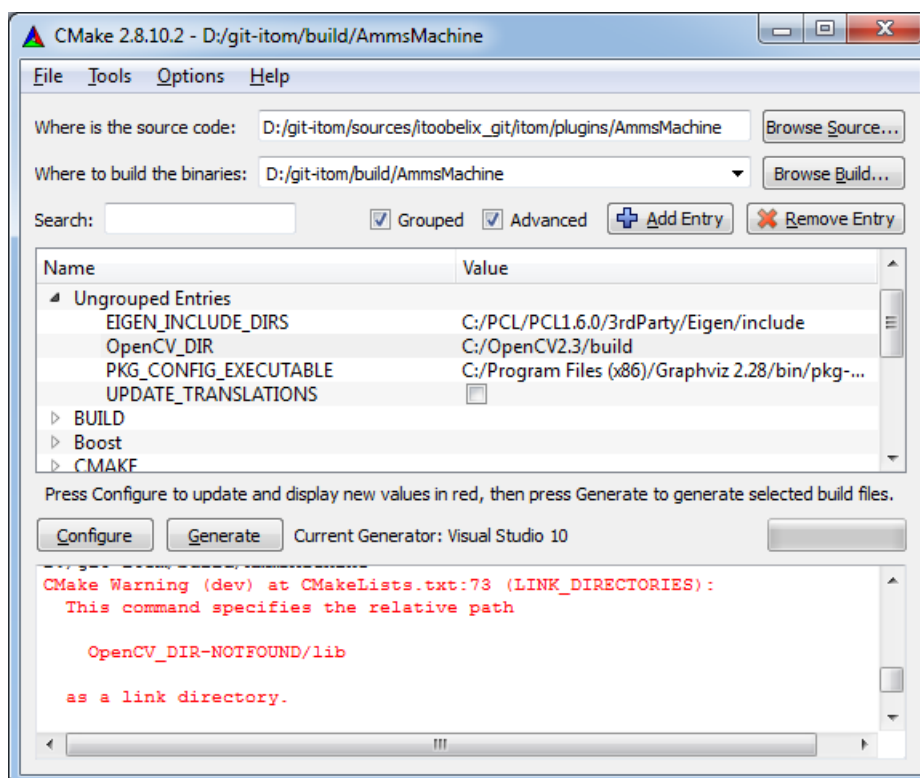 CMake 2.8.10.2 - D:/git-itom/build/AmmsMachine
File Tools Options Help
Where is the source code: D:/git-itom/sources/itoobelix_git/itom/plugins/AmmsMachine Browse Source...
Where to build the binaries: D:/git-itom/build/AmmsMachine Browse Build...
Search: Grouped Advanced Add Entry Remove Entry
Name Value
Ungrouped Entries
EIGEN_INCLUDE_DIRS C:/PCL/PCL1.6.0/3rdParty/Eigen/include
OpenCV_DIR C:/OpenCV2.3/build
PKG_CONFIG_EXECUTABLE C:/Program Files (x86)/Graphviz 2.28/bin/pkg-...
UPDATE_TRANSLATIONS
BUILD
Boost
CMAKE
Press Configure to update and display new values in red, then press Generate to generate selected build files.
Configure Generate Current Generator: Visual Studio 10
CMake Warning (dev) at CMakeLists.txt:73 (LINK_DIRECTORIES):
This command specifies the relative path
OpenCV_DIR-NOTFOUND/lib
as a link directory.